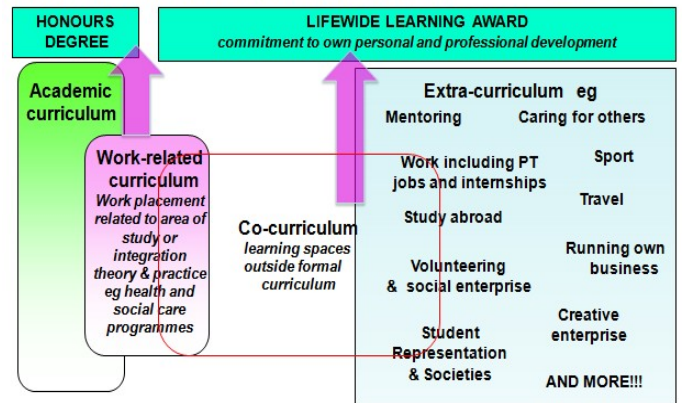 HONOURS
DEGREE
LIFEWIDE LEARNING AWARD
commitment to own personal and professional development
Academic
curriculum
Work-related
curriculum
Work placement
related to area of
study or
integration
theory & practice
eg health and
social care
programmes
Co-curriculum
learning spaces
outside formal
curriculum
Extra-curriculum eg
Mentoring
Caring for others
Work including PT
jobs and internships
Sport
Travel
Study abroad
Running own
business
Volunteering
& social enterprise
Creative
enterprise
Student
Representation
& Societies
AND MORE!!!